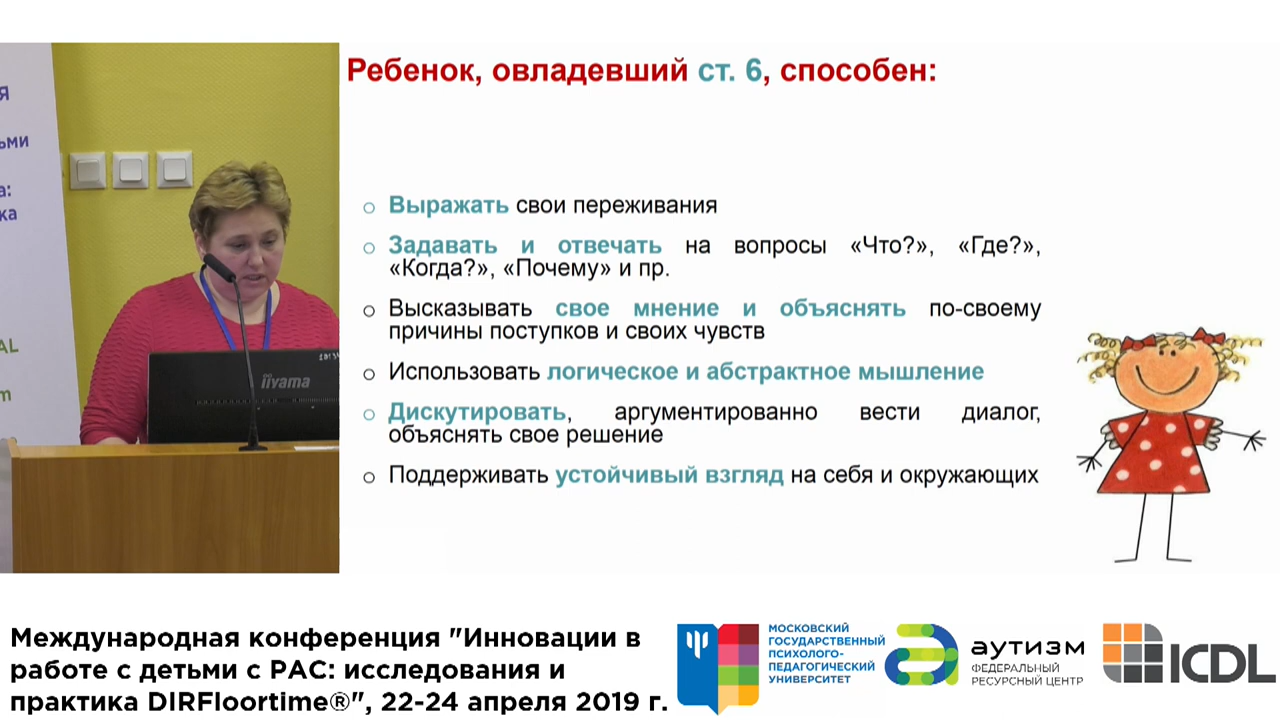 Я
ьми
а:
ка
AL
m
iiyama
Ребенок, овладевший ст. 6, способен:
Выражать свои переживания
Задавать и отвечать на вопросы «Что?», «Где?»,
«Когда?», «Почему» и пр.
Высказывать свое мнение и объяснять по-своему
причины поступков и своих чувств
Использовать логическое и абстрактное мышление
Дискутировать, аргументированно вести диалог,
объяснять свое решение
Поддерживать устойчивый взгляд на себя и окружающих
Международная конференция "Инновации в
работе с детьми с РАС: исследования и
практика DIRFloortime®", 22-24 апреля 2019 г.
МОСКОВСКИЙ
ГОСУДАРСТВЕННЫЙ
ПСИХОЛОГО-
ПЕДАГОГИЧЕСКИЙ
УНИВЕРСИТЕТ
аутизм
ФЕДЕРАЛЬНЫЙ
РЕСУРСНЫЙ ЦЕНТР
ICDL